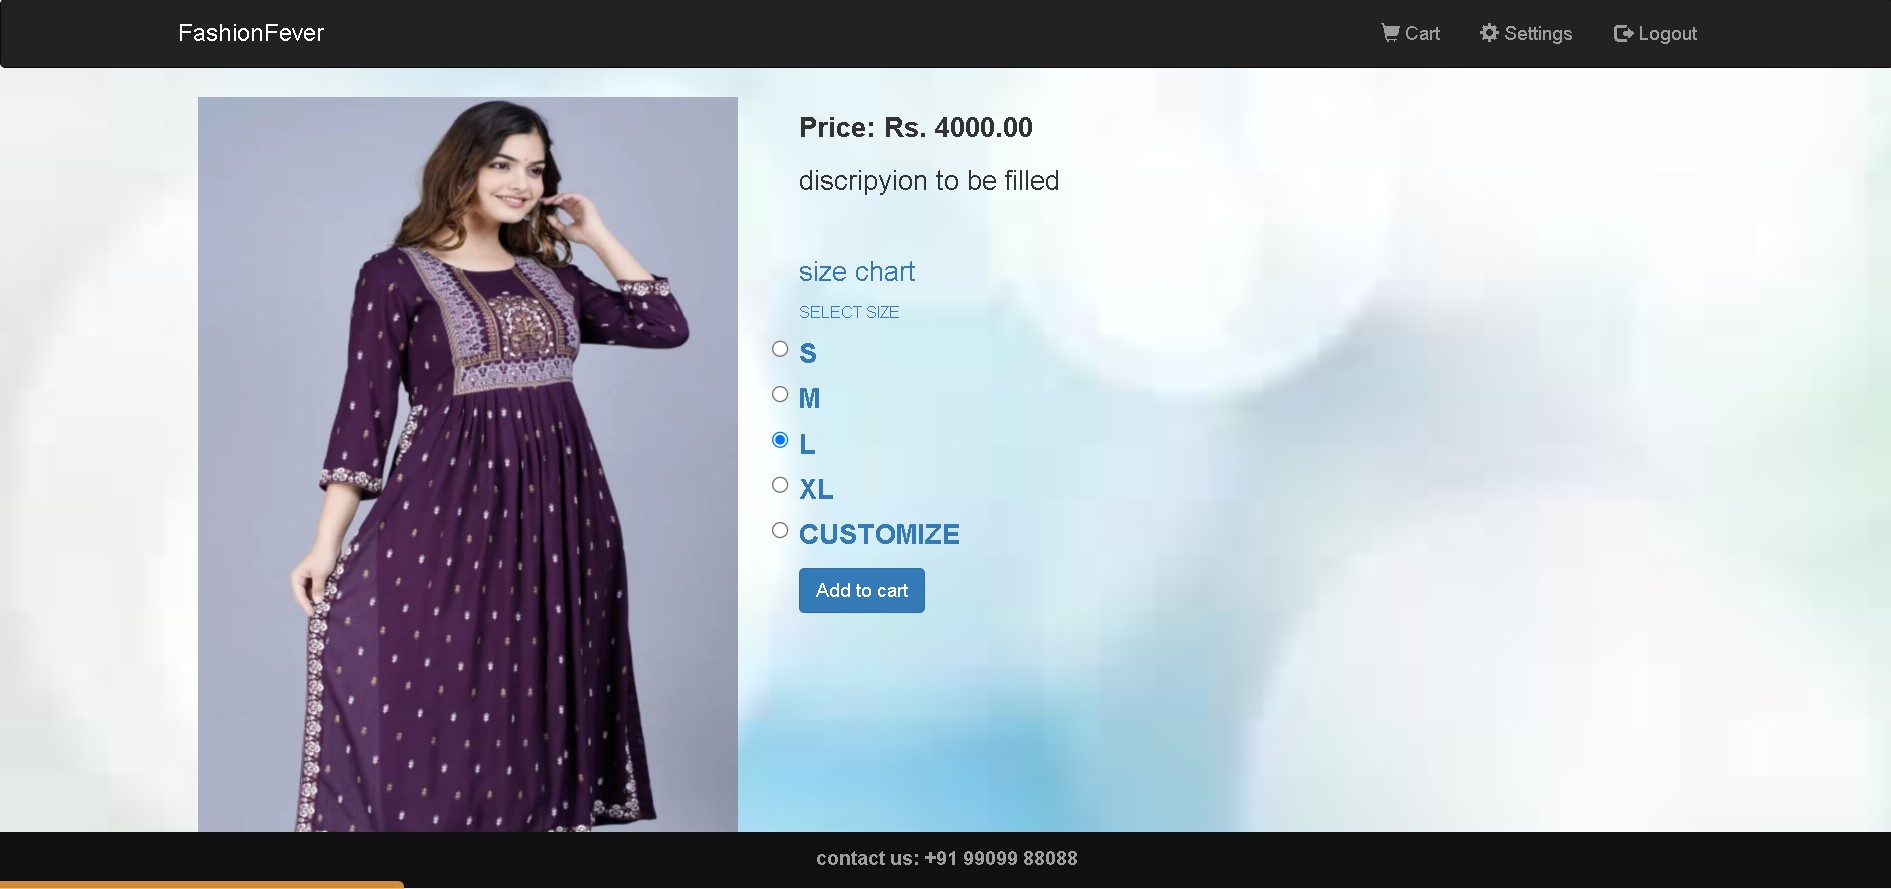 FashionFever
Cart Settings Logout
Price: Rs. 4000.00
discripyion to be filled
size chart
SELECT SIZE
S
M
L
XL
CUSTOMIZE
Add to cart
contact us: +91 99099 88088